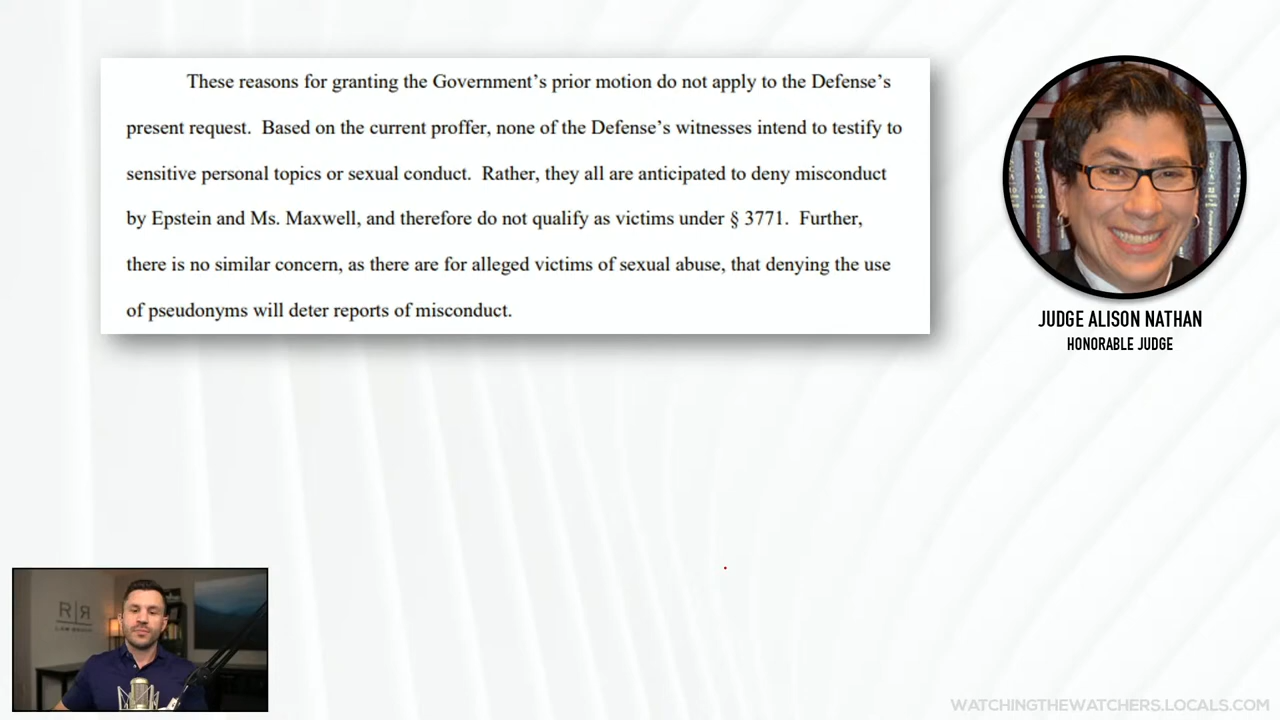 These reasons for granting the Government's prior motion do not apply to the Defense's
present request. Based on the current proffer, none of the Defense's witnesses intend to testify to
sensitive personal topics or sexual conduct. Rather, they all are anticipated to deny misconduct
by Epstein and Ms. Maxwell, and therefore do not qualify as victims under § 3771. Further,
there is no similar concern, as there are for alleged victims of sexual abuse, that denying the use
of pseudonyms will deter reports of misconduct.
JUDGE ALISON NATHAN
HONORABLE JUDGE
R|R
WATCHINGTHEWATCHERS.LOCALS.COM